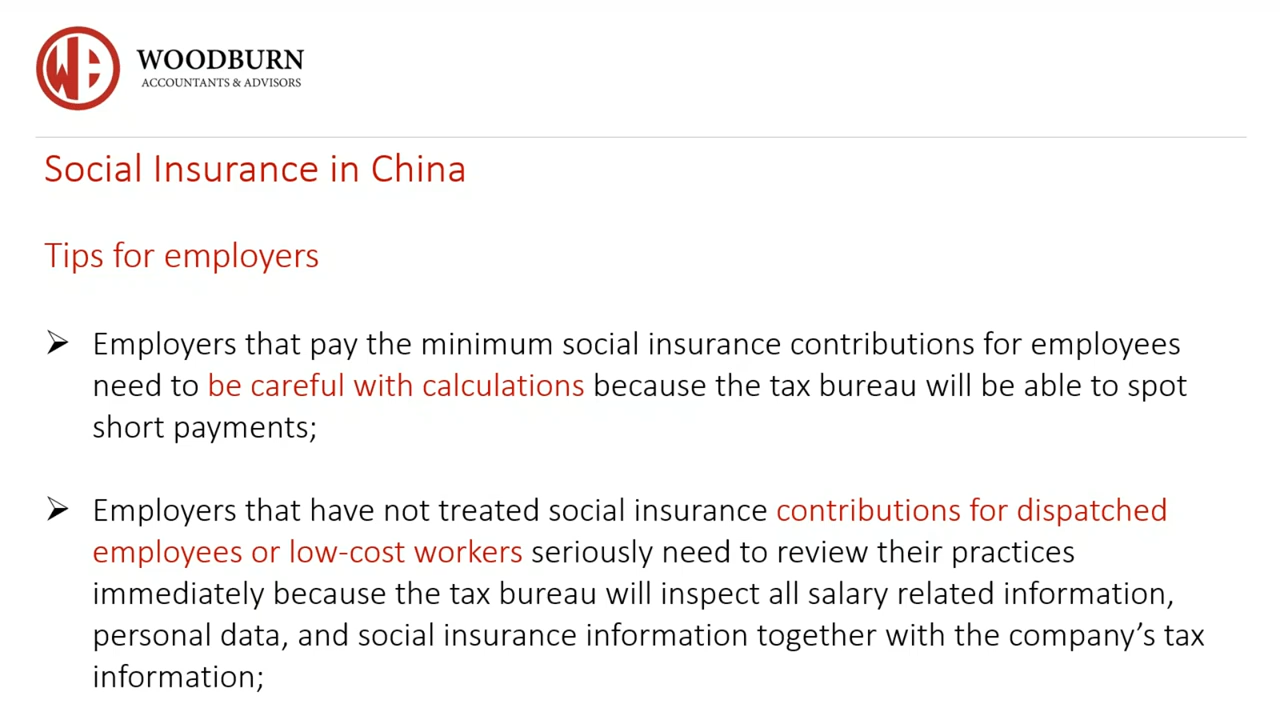 WOODBURN
ACCOUNTANTS & ADVISORS
Social Insurance in China
Tips for employers
➢ Employers that pay the minimum social insurance contributions for employees
need to be careful with calculations because the tax bureau will be able to spot
short payments;
➢ Employers that have not treated social insurance contributions for dispatched
employees or low-cost workers seriously need to review their practices
immediately because the tax bureau will inspect all salary related information,
personal data, and social insurance information together with the company’s tax
information;